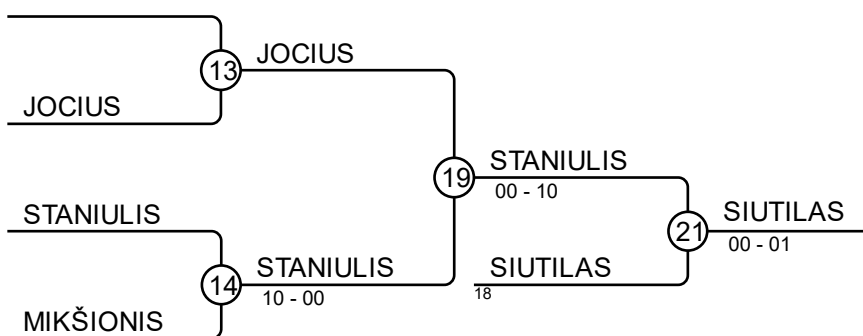 JOCIUS
13
JOCIUS
STANIULIS
19
STANIULIS
00 - 10
SIUTILAS
21
00 - 01
STANIULIS
14
10 - 00
SIUTILAS
18
MIKŠIONIS